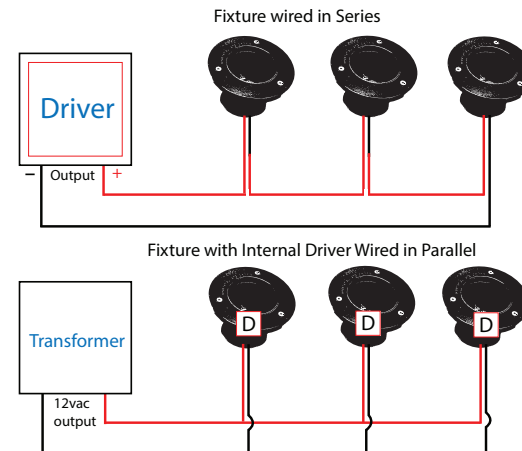 Fixture wired in Series
Driver
– Output +
Fixture with Internal Driver Wired in Parallel
D D D
Transformer
12vac
output